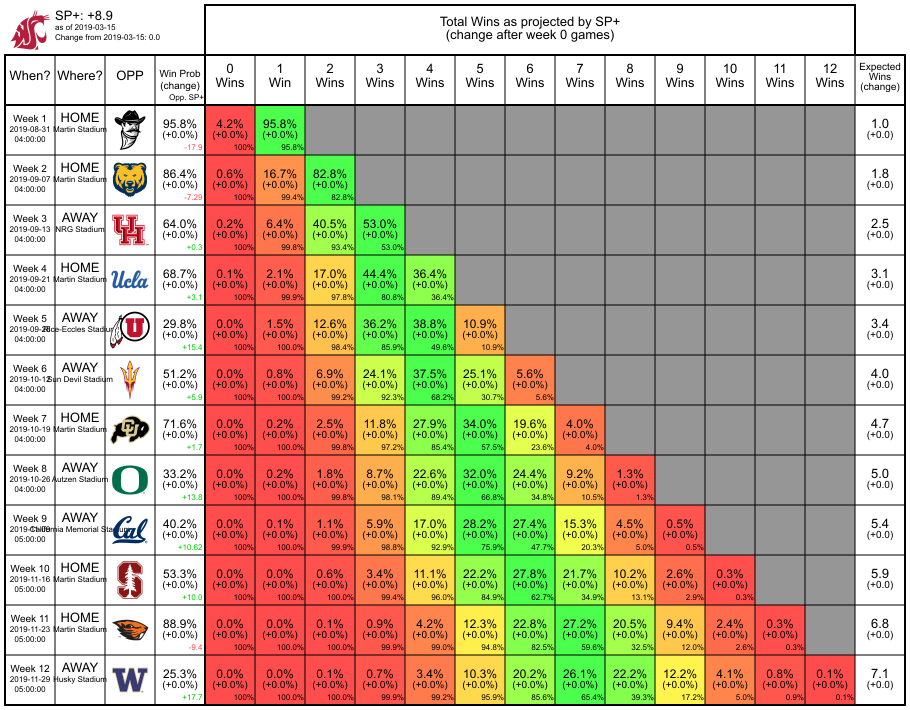 SP+: +8.9
as of 2019-03-15
Change from 2019-03-15: 0.0
Total Wins as projected by SP+
(change after week 0 games)
When? Where? OPP Win Prob (change) Opp. SP+ 0 Wins 1 Win 2 Wins 3 Wins 4 Wins 5 Wins 6 Wins 7 Wins 8 Wins 9 Wins 10 Wins 11 Wins 12 Wins Expected Wins (change)
Week 1 HOME 95.8% 4.2% 95.8% 1.0
2019-08-31 Martin Stadium (+0.0%) (+0.0%) (+0.0%) (+0.0)
04:00:00 -17.9 100% 95.8%
Week 2 HOME 86.4% 0.6% 16.7% 82.8% 1.8
2019-09-07 Martin Stadium (+0.0%) (+0.0%) (+0.0%) (+0.0%) (+0.0)
04:00:00 -7.29 100% 99.4% 82.8%
Week 3 AWAY UH 64.0% 0.2% 6.4% 40.5% 53.0% 2.5
2019-09-13 NRG Stadium (+0.0%) (+0.0%) (+0.0%) (+0.0%) (+0.0%) (+0.0)
04:00:00 +0.3 100% 99.8% 93.4% 53.0%
Week 4 HOME Ucla 68.7% 0.1% 2.1% 17.0% 44.4% 36.4% 3.1
2019-09-21 Martin Stadium (+0.0%) (+0.0%) (+0.0%) (+0.0%) (+0.0%) (+0.0%) (+0.0)
04:00:00 +3.1 100% 99.9% 97.8% 80.8% 36.4%
Week 5 AWAY U 29.8% 0.0% 1.5% 12.6% 36.2% 38.8% 10.9% 3.4
Rice-Eccles Stadium (+0.0%) (+0.0%) (+0.0%) (+0.0%) (+0.0%) (+0.0%) (+0.0%) (+0.0)
04:00:00 +15.4 100% 100.0% 98.4% 85.9% 49.6% 10.9%
Week 6 AWAY 51.2% 0.0% 0.8% 6.9% 24.1% 37.5% 25.1% 5.6% 4.0
2019-10-12 Sun Devil Stadium (+0.0%) (+0.0%) (+0.0%) (+0.0%) (+0.0%) (+0.0%) (+0.0%) (+0.0%) (+0.0)
04:00:00 +5.9 100% 100.0% 99.2% 92.3% 68.2% 30.7% 5.6%
Week 7 HOME CU 71.6% 0.2% 2.5% 11.8% 27.9% 34.0% 19.6% 4.0% 4.7
2019-10-19 Martin Stadium (+0.0%) (+0.0%) (+0.0%) (+0.0%) (+0.0%) (+0.0%) (+0.0%) (+0.0%) (+0.0%) (+0.0)
04:00:00 +1.7 100% 100.0% 99.8% 97.2% 85.4% 57.5% 23.6% 4.0%
Week 8 AWAY O 33.2% 0.0% 0.2% 1.8% 8.7% 22.6% 32.0% 24.4% 9.2% 1.3% 5.0
2019-10-26 Autzen Stadium (+0.0%) (+0.0%) (+0.0%) (+0.0%) (+0.0%) (+0.0%) (+0.0%) (+0.0%) (+0.0%) (+0.0%) (+0.0)
04:00:00 +13.8 100% 100.0% 99.8% 98.1% 89.4% 66.8% 34.8% 10.5% 1.3%
Week 9 AWAY Cal 40.2% 0.0% 0.1% 1.1% 5.9% 17.0% 28.2% 27.4% 15.3% 4.5% 0.5% 5.4
California Memorial Stadium (+0.0%) (+0.0%) (+0.0%) (+0.0%) (+0.0%) (+0.0%) (+0.0%) (+0.0%) (+0.0%) (+0.0%) (+0.0%) (+0.0)
05:00:00 +10.62 100% 100.0% 99.9% 98.8% 92.9% 75.9% 47.7% 20.3% 5.0% 0.5%
Week 10 HOME S 53.3% 0.0% 0.0% 0.6% 3.4% 11.1% 22.2% 27.8% 21.7% 10.2% 2.6% 0.3% 5.9
2019-11-16 Martin Stadium (+0.0%) (+0.0%) (+0.0%) (+0.0%) (+0.0%) (+0.0%) (+0.0%) (+0.0%) (+0.0%) (+0.0%) (+0.0%) (+0.0%) (+0.0)
05:00:00 +10.0 100% 100.0% 100.0% 99.4% 96.0% 84.9% 62.7% 34.9% 13.1% 2.9% 0.3%
Week 11 HOME 88.9% 0.0% 0.0% 0.1% 0.9% 4.2% 12.3% 22.8% 27.2% 20.5% 9.4% 2.4% 0.3% 6.8
2019-11-23 Martin Stadium (+0.0%) (+0.0%) (+0.0%) (+0.0%) (+0.0%) (+0.0%) (+0.0%) (+0.0%) (+0.0%) (+0.0%) (+0.0%) (+0.0%) (+0.0%) (+0.0)
05:00:00 -9.4 100% 100.0% 100.0% 99.9% 99.0% 94.8% 82.5% 59.6% 32.5% 12.0% 2.6% 0.3%
Week 12 AWAY W 25.3% 0.0% 0.0% 0.1% 0.7% 3.4% 10.3% 20.2% 26.1% 22.2% 12.2% 4.1% 0.8% 0.1% 7.1
2019-11-29 Husky Stadium (+0.0%) (+0.0%) (+0.0%) (+0.0%) (+0.0%) (+0.0%) (+0.0%) (+0.0%) (+0.0%) (+0.0%) (+0.0%) (+0.0%) (+0.0%) (+0.0%) (+0.0)
05:00:00 +17.7 100% 100.0% 100.0% 99.9% 99.2% 95.9% 85.6% 65.4% 39.3% 17.2% 5.0% 0.9% 0.1%